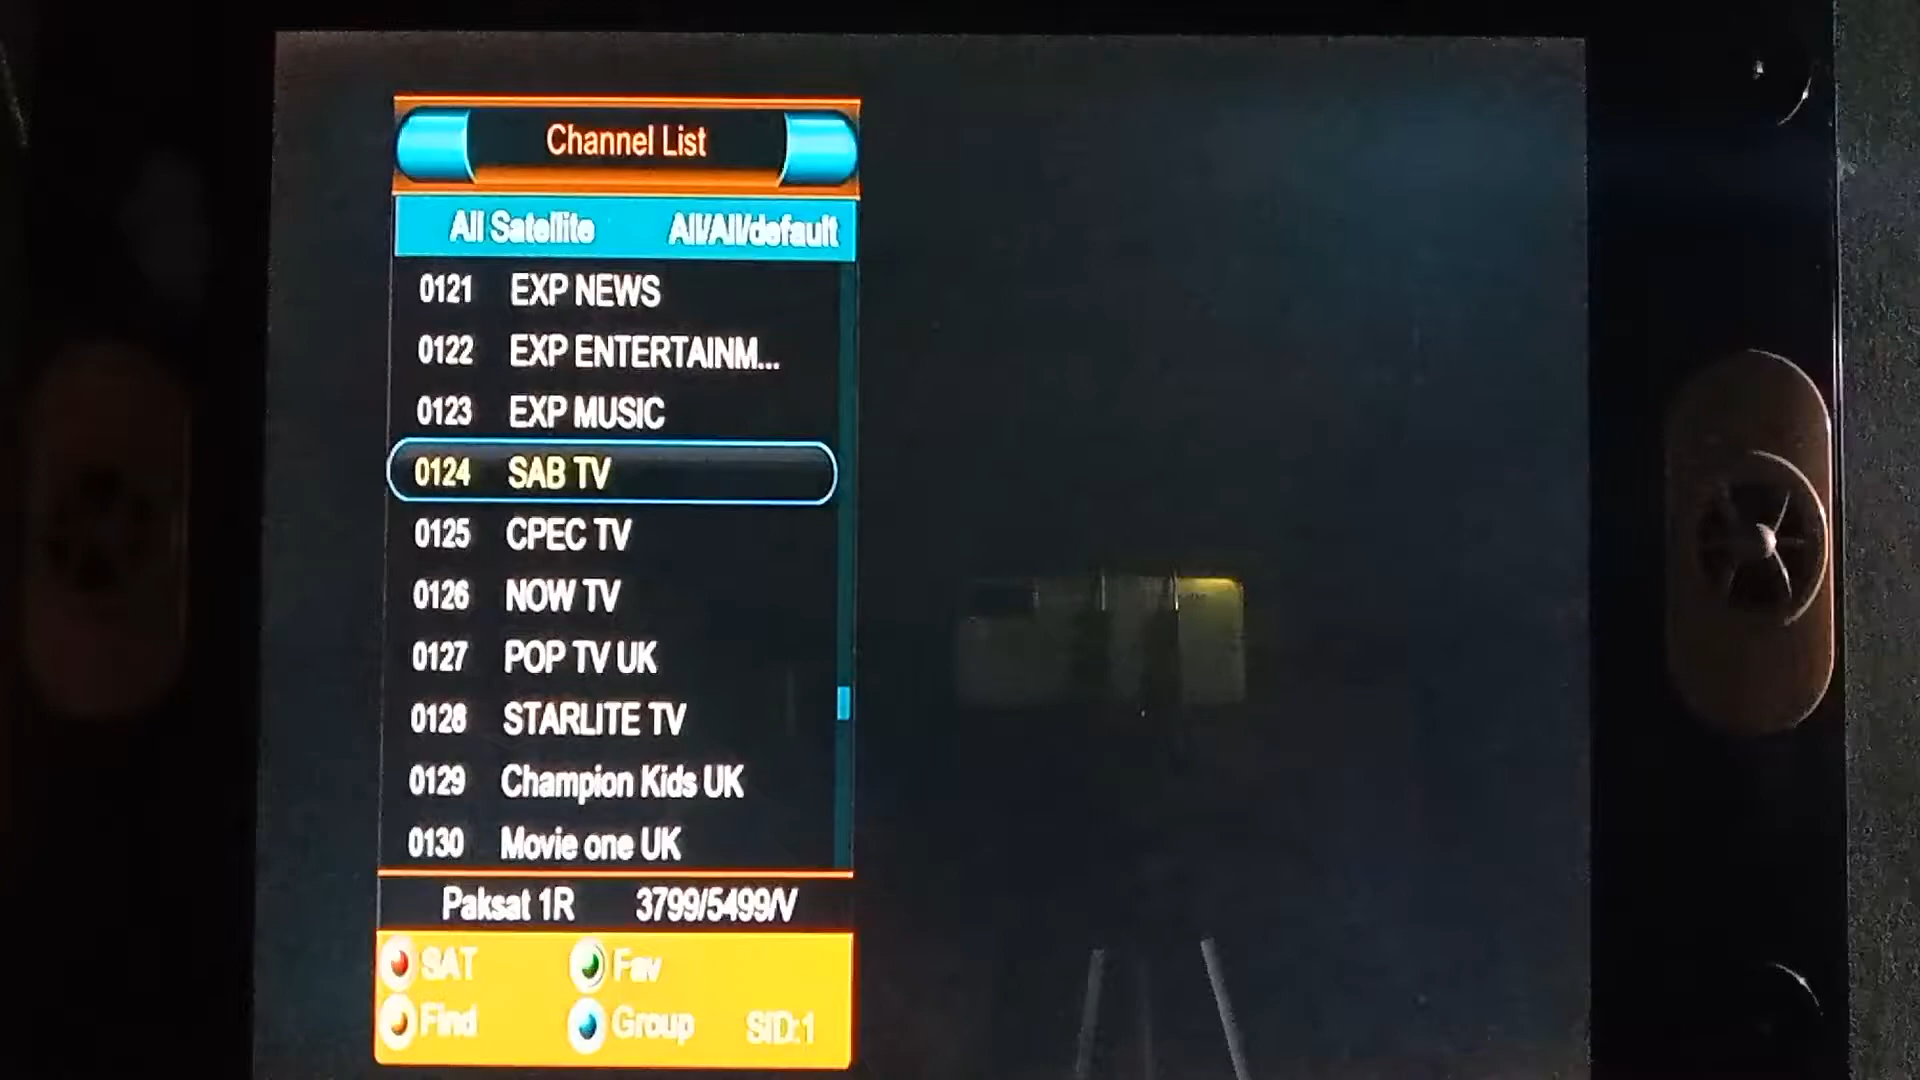 Channel List
All Satellite All/All/default
0121 EXP NEWS
0122 EXP ENTERTAINM...
0123 EXP MUSIC
0124 SAB TV
0125 CPEC TV
0126 NOW TV
0127 POP TV UK
0128 STARLITE TV
0129 Champion Kids UK
0130 Movie one UK
Paksat 1R 3799/5499/V
SAT Fav
Find Group SID:1